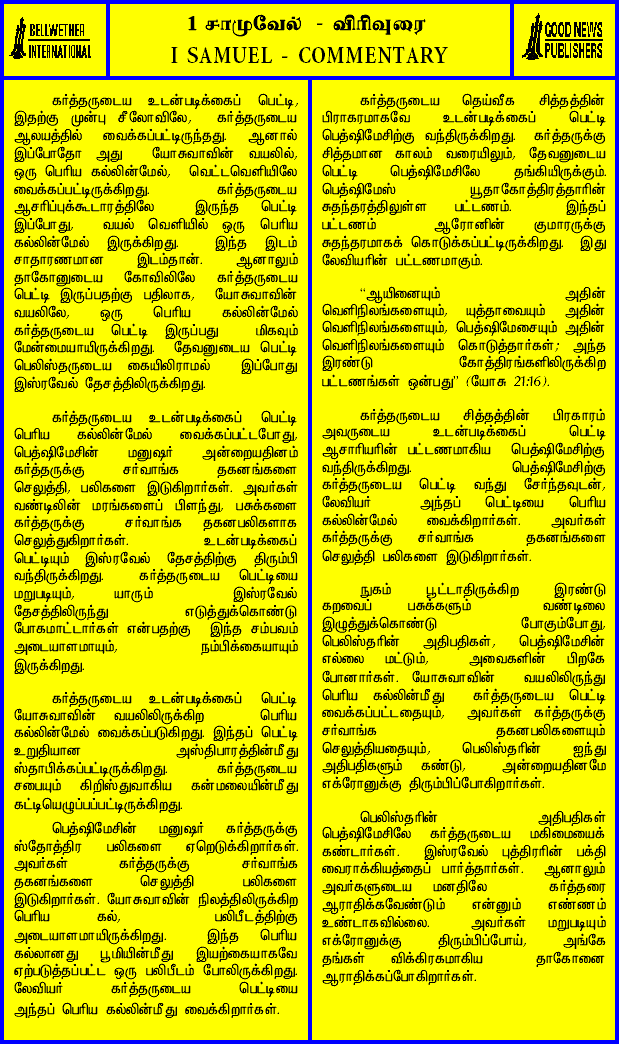 BELLWETHER
INTERNATIONAL
1 சாமுவேல் - விரிவுரை
I SAMUEL - COMMENTARY
GOOD NEWS
PUBLISHERS
கர்த்தருடைய உடன்படிக்கைப் பெட்டி,
இதற்கு முன்பு சீலோவிலே, கர்த்தருடைய
ஆலயத்தில் வைக்கப்பட்டிருந்தது. ஆனால்
இப்போதோ அது யோசுவாவின் வயலில்,
ஒரு பெரிய கல்லின்மேல், வெட்டவெளியிலே
வைக்கப்பட்டிருக்கிறது. கர்த்தருடைய
ஆசரிப்புக்கூடாரத்திலே இருந்த பெட்டி
இப்போது, வயல் வெளியில் ஒரு பெரிய
கல்லின்மேல் இருக்கிறது. இந்த இடம்
சாதாரணமான இடம்தான். ஆனாலும்
தாகோனுடைய கோவிலிலே கர்த்தருடைய
பெட்டி இருப்பதற்கு பதிலாக, யோசுவாவின்
வயலிலே, ஒரு பெரிய கல்லின்மேல்
கர்த்தருடைய பெட்டி இருப்பது மிகவும்
மேன்மையாயிருக்கிறது. தேவனுடைய பெட்டி
பெலிஸ்தருடைய கையிலிராமல் இப்போது
இஸ்ரவேல் தேசத்திலிருக்கிறது.
கர்த்தருடைய உடன்படிக்கைப் பெட்டி
பெரிய கல்லின்மேல் வைக்கப்பட்டபோது,
பெத்ஷிமேசின் மனுஷர் அன்றையதினம்
கர்த்தருக்கு சர்வாங்க தகனங்களை
செலுத்தி, பலிகளை இடுகிறார்கள். அவர்கள்
வண்டிலின் மரங்களைப் பிளந்து, பசுக்களை
கர்த்தருக்கு சர்வாங்க தகனபலிகளாக
செலுத்துகிறார்கள். உடன்படிக்கைப்
பெட்டியும் இஸ்ரவேல் தேசத்திற்கு திரும்பி
வந்திருக்கிறது. கர்த்தருடைய பெட்டியை
மறுபடியும், யாரும் இஸ்ரவேல்
தேசத்திலிருந்து எடுத்துக்கொண்டு
போகமாட்டார்கள் என்பதற்கு இந்த சம்பவம்
அடையாளமாயும், நம்பிக்கையாயும்
இருக்கிறது.
கர்த்தருடைய உடன்படிக்கைப் பெட்டி
யோசுவாவின் வயலிலிருக்கிற பெரிய
கல்லின்மேல் வைக்கப்படுகிறது. இந்தப் பெட்டி
உறுதியான அஸ்திபாரத்தின்மீது
ஸ்தாபிக்கப்பட்டிருக்கிறது. கர்த்தருடைய
சபையும் கிறிஸ்துவாகிய கன்மலையின்மீது
கட்டியெழுப்பப்பட்டிருக்கிறது.
பெத்ஷிமேசின் மனுஷர் கர்த்தருக்கு
ஸ்தோத்திர பலிகளை ஏறெடுக்கிறார்கள்.
அவர்கள் கர்த்தருக்கு சர்வாங்க
தகனங்களை செலுத்தி பலிகளை
இடுகிறார்கள். யோசுவாவின் நிலத்திலிருக்கிற
பெரிய கல், பலிபீடத்திற்கு
அடையாளமாயிருக்கிறது. இந்த பெரிய
கல்லானது பூமியின்மீது இயற்கையாகவே
ஏற்படுத்தப்பட்ட ஒரு பலிபீடம் போலிருக்கிறது.
லேவியர் கர்த்தருடைய பெட்டியை
அந்தப் பெரிய கல்லின்மீது வைக்கிறார்கள்.
கர்த்தருடைய தெய்வீக சித்தத்தின்
பிரகாரமாகவே உடன்படிக்கைப் பெட்டி
பெத்ஷிமேசிற்கு வந்திருக்கிறது. கர்த்தருக்கு
சித்தமான காலம் வரையிலும், தேவனுடைய
பெட்டி பெத்ஷிமேசிலே தங்கியிருக்கும்.
பெத்ஷிமேஸ் யூதாகோத்திரத்தாரின்
சுதந்தரத்திலுள்ள பட்டணம். இந்தப்
பட்டணம் ஆரோனின் குமாரருக்கு
சுதந்தரமாகக் கொடுக்கப்பட்டிருக்கிறது. இது
லேவியரின் பட்டணமாகும்.
“ஆயினையும் அதின்
வெளிநிலங்களையும், யுத்தாவையும் அதின்
வெளிநிலங்களையும், பெத்ஷிமேசையும் அதின்
வெளிநிலங்களையும் கொடுத்தார்கள்; அந்த
இரண்டு கோத்திரங்களிலிருக்கிற
பட்டணங்கள் ஒன்பது” (யோசு 21:16).
கர்த்தருடைய சித்தத்தின் பிரகாரம்
அவருடைய உடன்படிக்கைப் பெட்டி
ஆசாரியரின் பட்டணமாகிய பெத்ஷிமேசிற்கு
வந்திருக்கிறது. பெத்ஷிமேசிற்கு
கர்த்தருடைய பெட்டி வந்து சேர்ந்தவுடன்,
லேவியர் அந்தப் பெட்டியை பெரிய
கல்லின்மேல் வைக்கிறார்கள். அவர்கள்
கர்த்தருக்கு சர்வாங்க தகனங்களை
செலுத்தி பலிகளை இடுகிறார்கள்.
நுகம் பூட்டாதிருக்கிற இரண்டு
கறவைப் பசுக்களும் வண்டிலை
இழுத்துக்கொண்டு போகும்போது,
பெலிஸ்தரின் அதிபதிகள், பெத்ஷிமேசின்
எல்லை மட்டும், அவைகளின் பிறகே
போனார்கள். யோசுவாவின் வயலிலிருந்து
பெரிய கல்லின்மீது கர்த்தருடைய பெட்டி
வைக்கப்பட்டதையும், அவர்கள் கர்த்தருக்கு
சர்வாங்க தகனபலிகளையும்
செலுத்தியதையும், பெலிஸ்தரின் ஐந்து
அதிபதிகளும் கண்டு, அன்றையதினமே
எக்ரோனுக்கு திரும்பிப்போகிறார்கள்.
பெலிஸ்தரின் அதிபதிகள்
பெத்ஷிமேசிலே கர்த்தருடைய மகிமையைக்
கண்டார்கள். இஸ்ரவேல் புத்திரரின் பக்தி
வைராக்கியத்தைப் பார்த்தார்கள். ஆனாலும்
அவர்களுடைய மனதிலே கர்த்தரை
ஆராதிக்கவேண்டும் என்னும் எண்ணம்
உண்டாகவில்லை. அவர்கள் மறுபடியும்
எக்ரோனுக்கு திரும்பிப்போய், அங்கே
தங்கள் விக்கிரகமாகிய தாகோனை
ஆராதிக்கப்போகிறார்கள்.